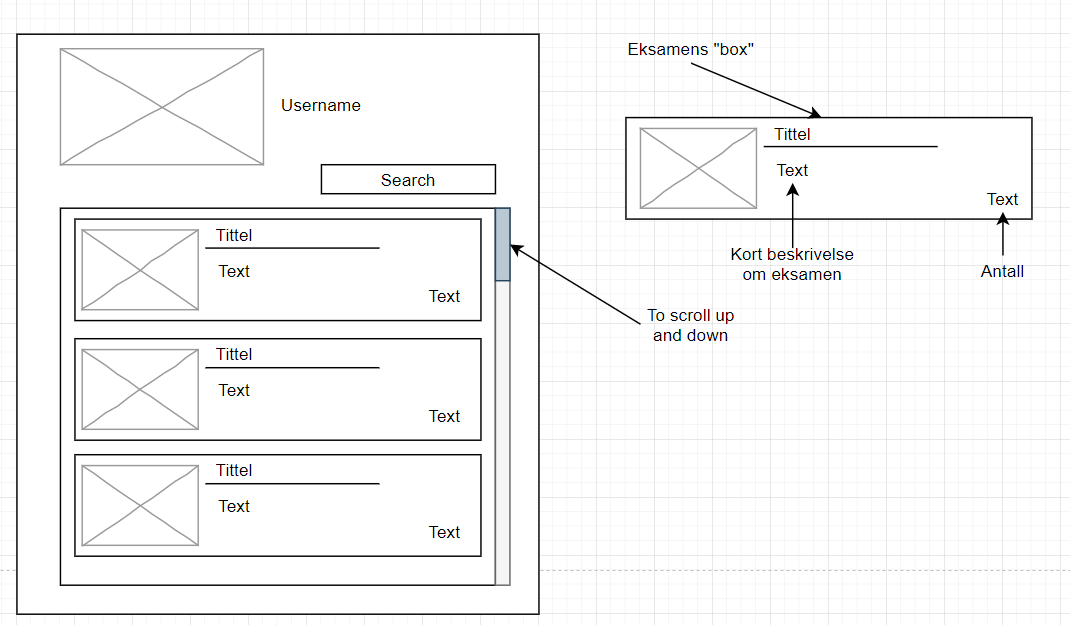 Username
Search
Tittel
Text
Text
Tittel
Text
Text
Tittel
Text
Text
Eksamens "box"
Tittel
Text
Text
Kort beskrivelse
om eksamen
Antall
To scroll up
and down